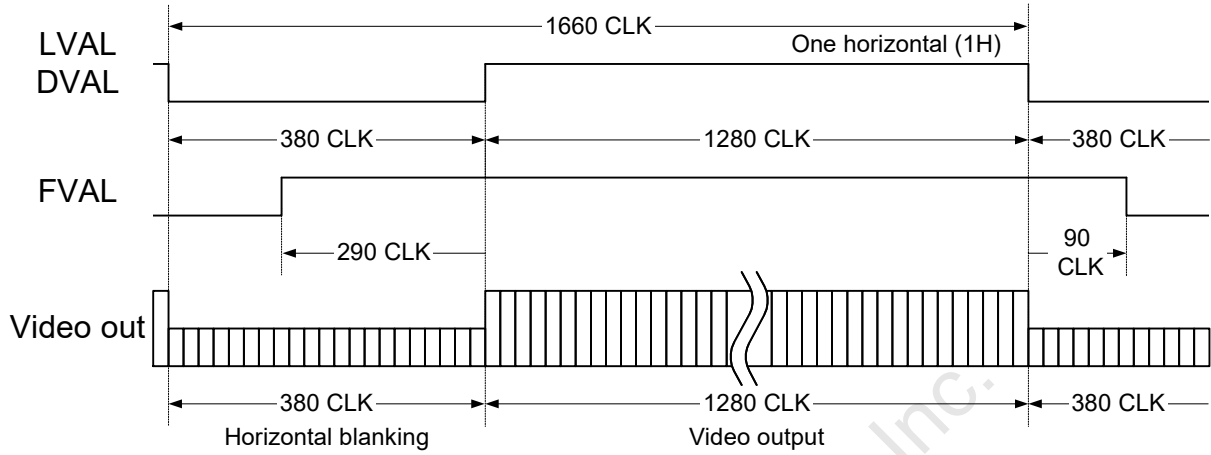 1660 CLK
LVAL
One horizontal (1H)
DVAL
380 CLK 1280 CLK 380 CLK
FVAL
290 CLK
90
CLK
Video out
Inc.
380 CLK 1280 CLK 380 CLK
Horizontal blanking Video output